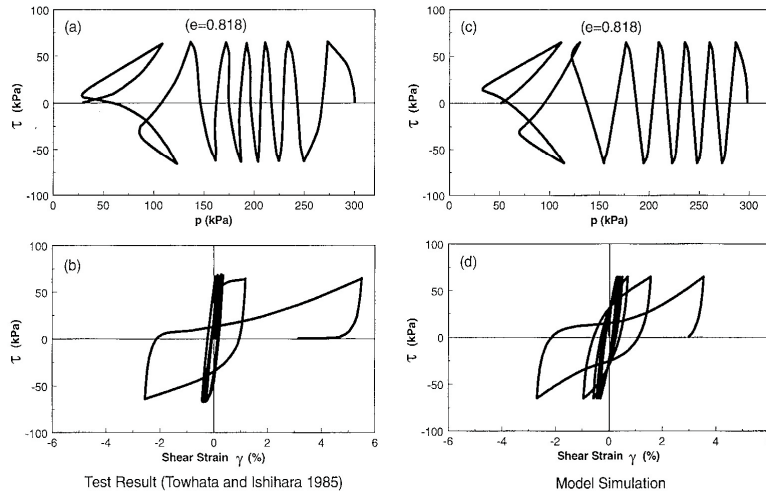 (a)
(e=0.818)
100
50
0
-50
-100
τ (kPa)
0 50 100 150 200 250 300
p (kPa)
(c)
(e=0.818)
100
50
0
-50
-100
τ (kPa)
0 50 100 150 200 250 300
p (kPa)
(b)
100
50
0
-50
-100
τ (kPa)
-6 -4 -2 0 2 4 6
Shear Strain γ (%)
Test Result (Towhata and Ishihara 1985)
(d)
100
50
0
-50
-100
τ (kPa)
-6 -4 -2 0 2 4 6
Shear Strain γ (%)
Model Simulation